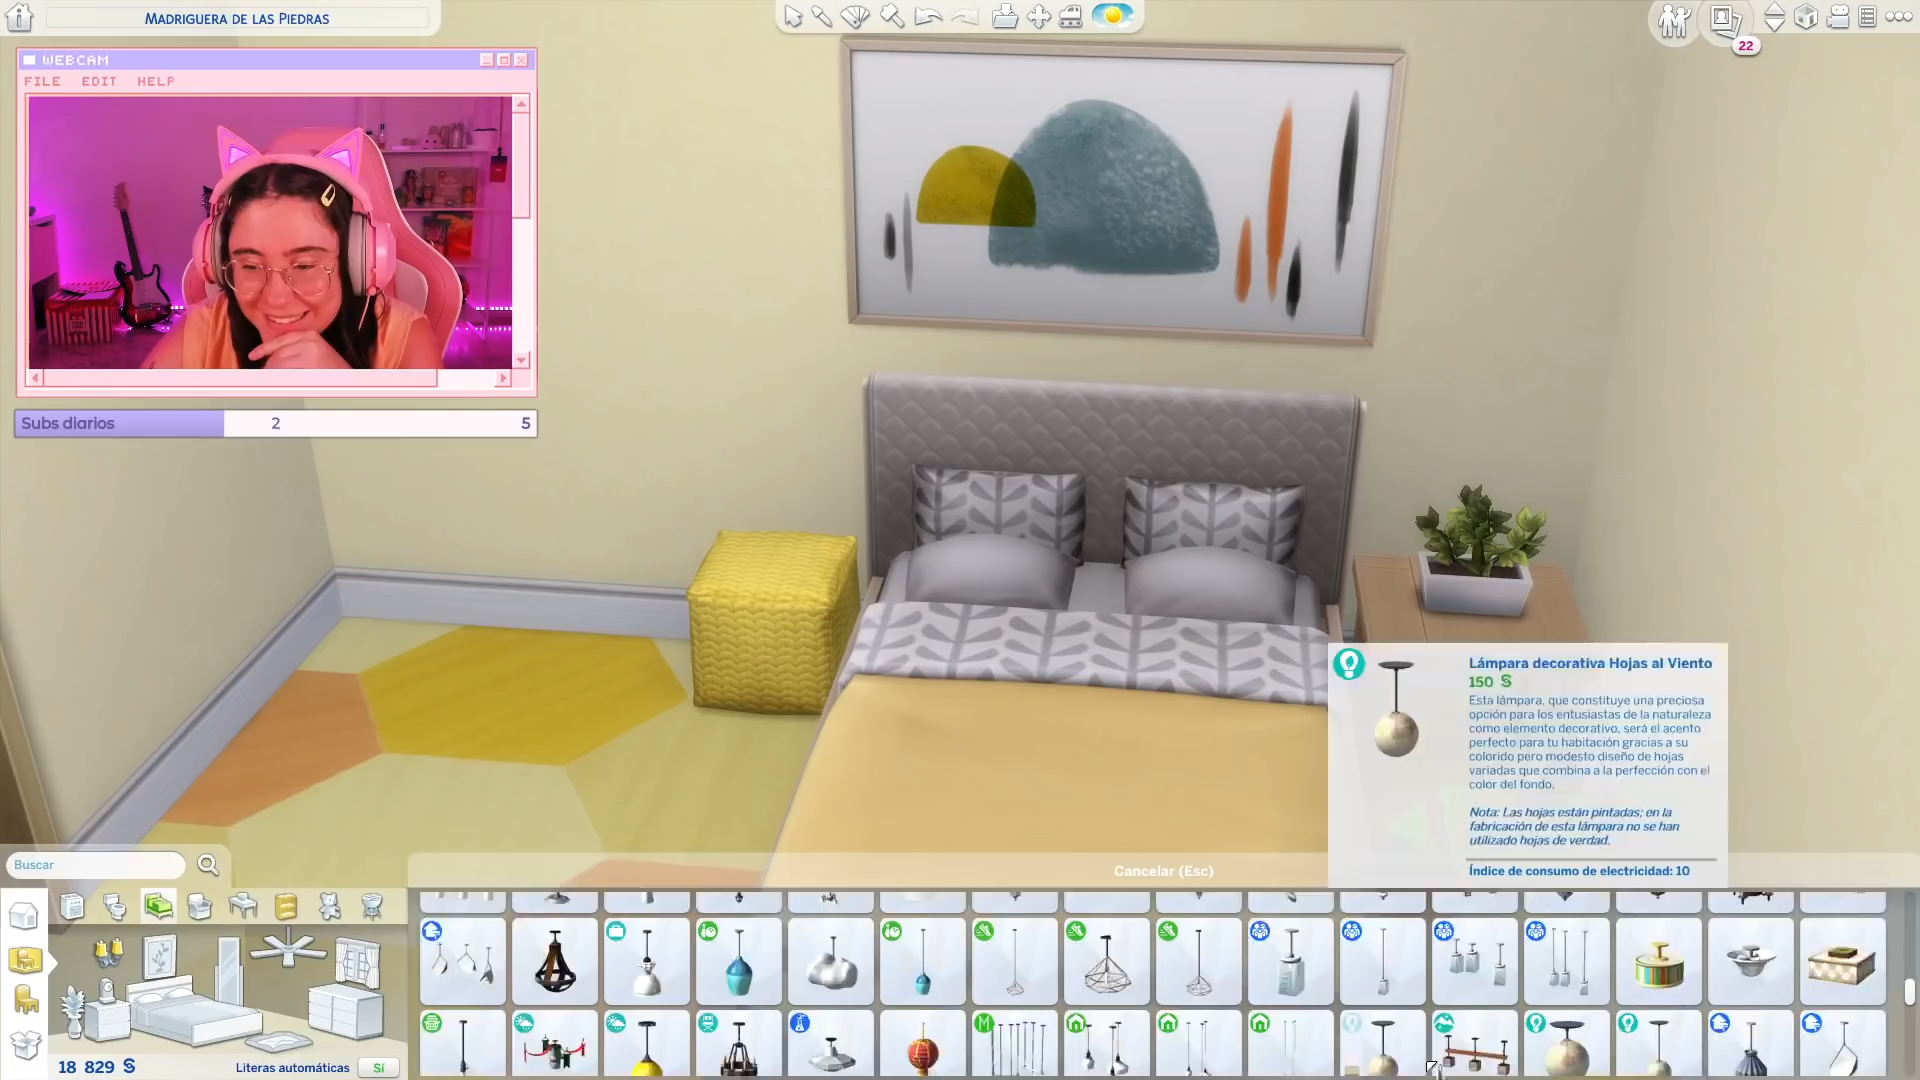 Madriguera de las Piedras
22
WEBCAM
FILE EDIT HELP
Subs diarios 2 5
Lámpara decorativa Hojas al Viento
150 §
Esta lámpara, que constituye una preciosa
opción para los entusiastas de la naturaleza
como elemento decorativo, será el acento
perfecto para tu habitación gracias a su
colorido pero modesto diseño de hojas
variadas que combina a la perfección con el
color del fondo.
Nota: Las hojas están pintadas; en la
fabricación de esta lámpara no se han
utilizado hojas de verdad.
Índice de consumo de electricidad: 10
Buscar
Cancelar (Esc)
18 829 §
Literas automáticas
Sí